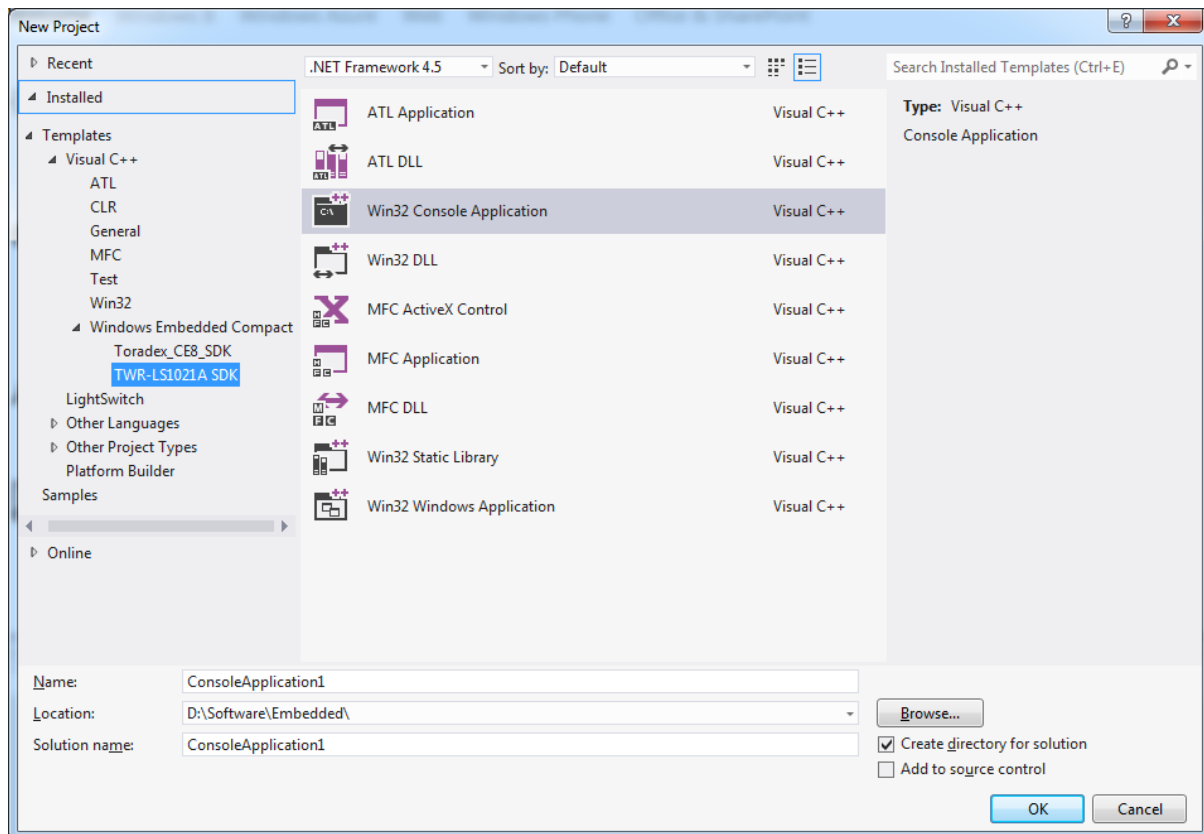 New Project
Recent
Installed
Templates
Visual C++
ATL
CLR
General
MFC
Test
Win32
Windows Embedded Compact
Toradex_CE8_SDK
TWR-LS1021A SDK
LightSwitch
Other Languages
Other Project Types
Platform Builder
Samples
Online
.NET Framework 4.5 Sort by: Default
ATL Application Visual C++
ATL DLL Visual C++
Win32 Console Application Visual C++
Win32 DLL Visual C++
MFC ActiveX Control Visual C++
MFC Application Visual C++
MFC DLL Visual C++
Win32 Static Library Visual C++
Win32 Windows Application Visual C++
Search Installed Templates (Ctrl+E)
Type: Visual C++
Console Application
Name: ConsoleApplication1
Location: D:\Software\Embedded\
Browse...
Solution name: ConsoleApplication1
Create directory for solution
Add to source control
OK Cancel